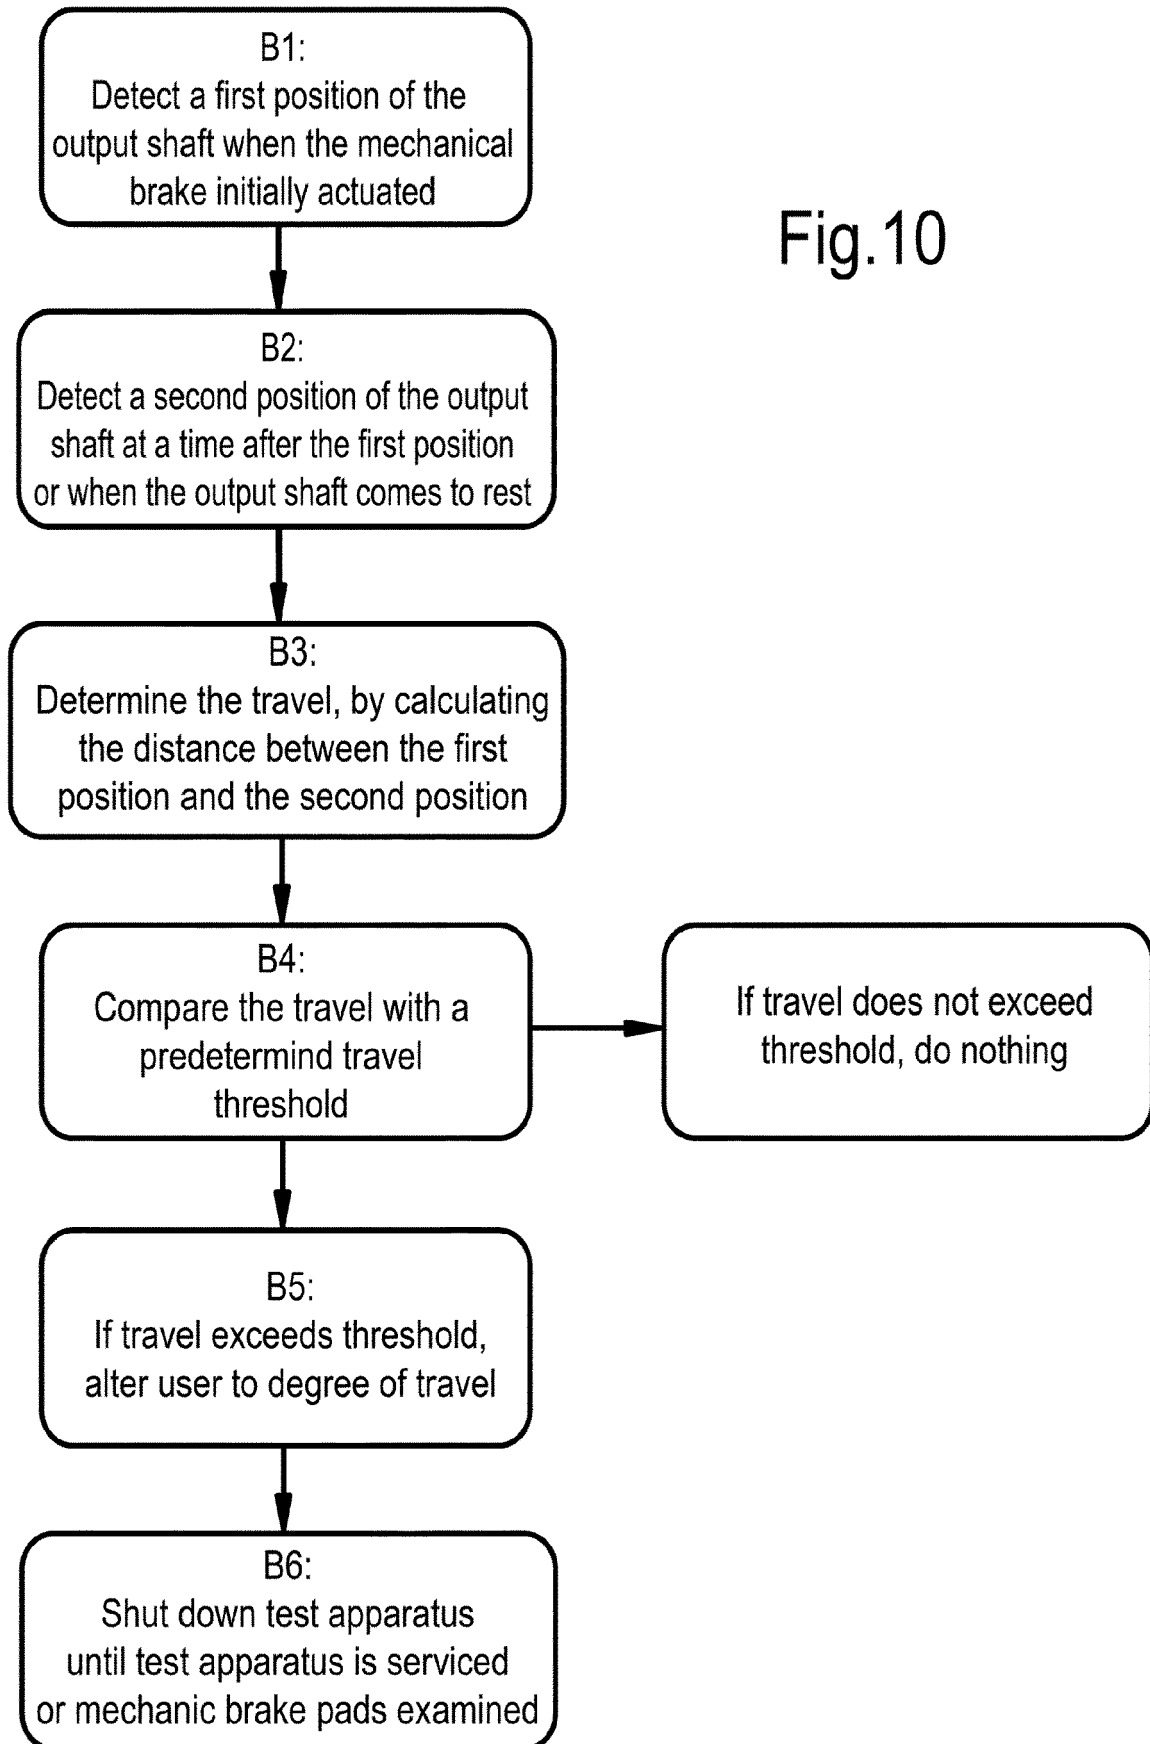 B1:
Detect a first position of the
output shaft when the mechanical
brake initially actuated
Fig.10
B2:
Detect a second position of the output
shaft at a time after the first position
or when the output shaft comes to rest
B3:
Determine the travel, by calculating
the distance between the first
position and the second position
B4:
Compare the travel with a
predetermind travel
threshold
If travel does not exceed
threshold, do nothing
B5:
If travel exceeds threshold,
alter user to degree of travel
B6:
Shut down test apparatus
until test apparatus is serviced
or mechanic brake pads examined